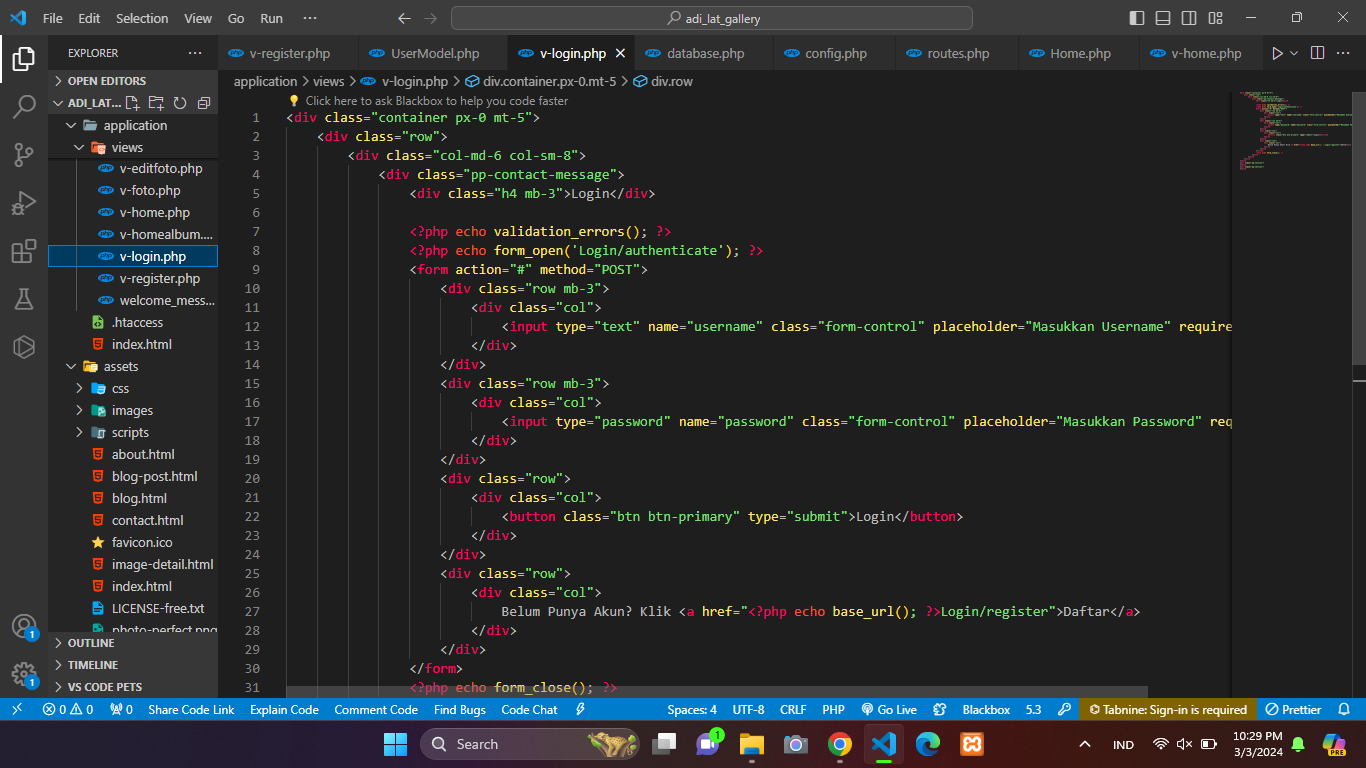 File Edit Selection View Go Run ··· adi_lat_gallery
EXPLORER ···
v-register.php UserModel.php v-login.php database.php config.php routes.php Home.php v-home.php ···
OPEN EDITORS
ADI_LAT...
application
views
v-editfoto.php
v-foto.php
v-home.php
v-homealbum....
v-login.php
v-register.php
welcome_mess...
.htaccess
index.html
assets
css
images
scripts
about.html
blog-post.html
blog.html
contact.html
favicon.ico
image-detail.html
index.html
LICENSE-free.txt
photo-perfect.png
OUTLINE
TIMELINE
VS CODE PETS
application > views > v-login.php > div.container.px-0.mt-5 > div.row
Click here to ask Blackbox to help you code faster
1 <div class="container px-0 mt-5">
2 <div class="row">
3 <div class="col-md-6 col-sm-8">
4 <div class="pp-contact-message">
5 <div class="h4 mb-3">Login</div>
6
7 <?php echo validation_errors(); ?>
8 <?php echo form_open('Login/authenticate'); ?>
9 <form action="#" method="POST">
10 <div class="row mb-3">
11 <div class="col">
12 <input type="text" name="username" class="form-control" placeholder="Masukkan Username" require
13 </div>
14 </div>
15 <div class="row mb-3">
16 <div class="col">
17 <input type="password" name="password" class="form-control" placeholder="Masukkan Password" req
18 </div>
19 </div>
20 <div class="row">
21 <div class="col">
22 <button class="btn btn-primary" type="submit">Login</button>
23 </div>
24 </div>
25 <div class="row">
26 <div class="col">
27 Belum Punya Akun? Klik <a href="<?php echo base_url(); ?>Login/register">Daftar</a>
28 </div>
29 </div>
30 </form>
31 <?php echo form_close(); ?>
1
1
0 0 0 Share Code Link Explain Code Comment Code Find Bugs Code Chat Spaces: 4 UTF-8 CRLF PHP Go Live Blackbox 5.3 Tabnine: Sign-in is required Prettier
Search 1 IND 10:29 PM
3/3/2024
PRE